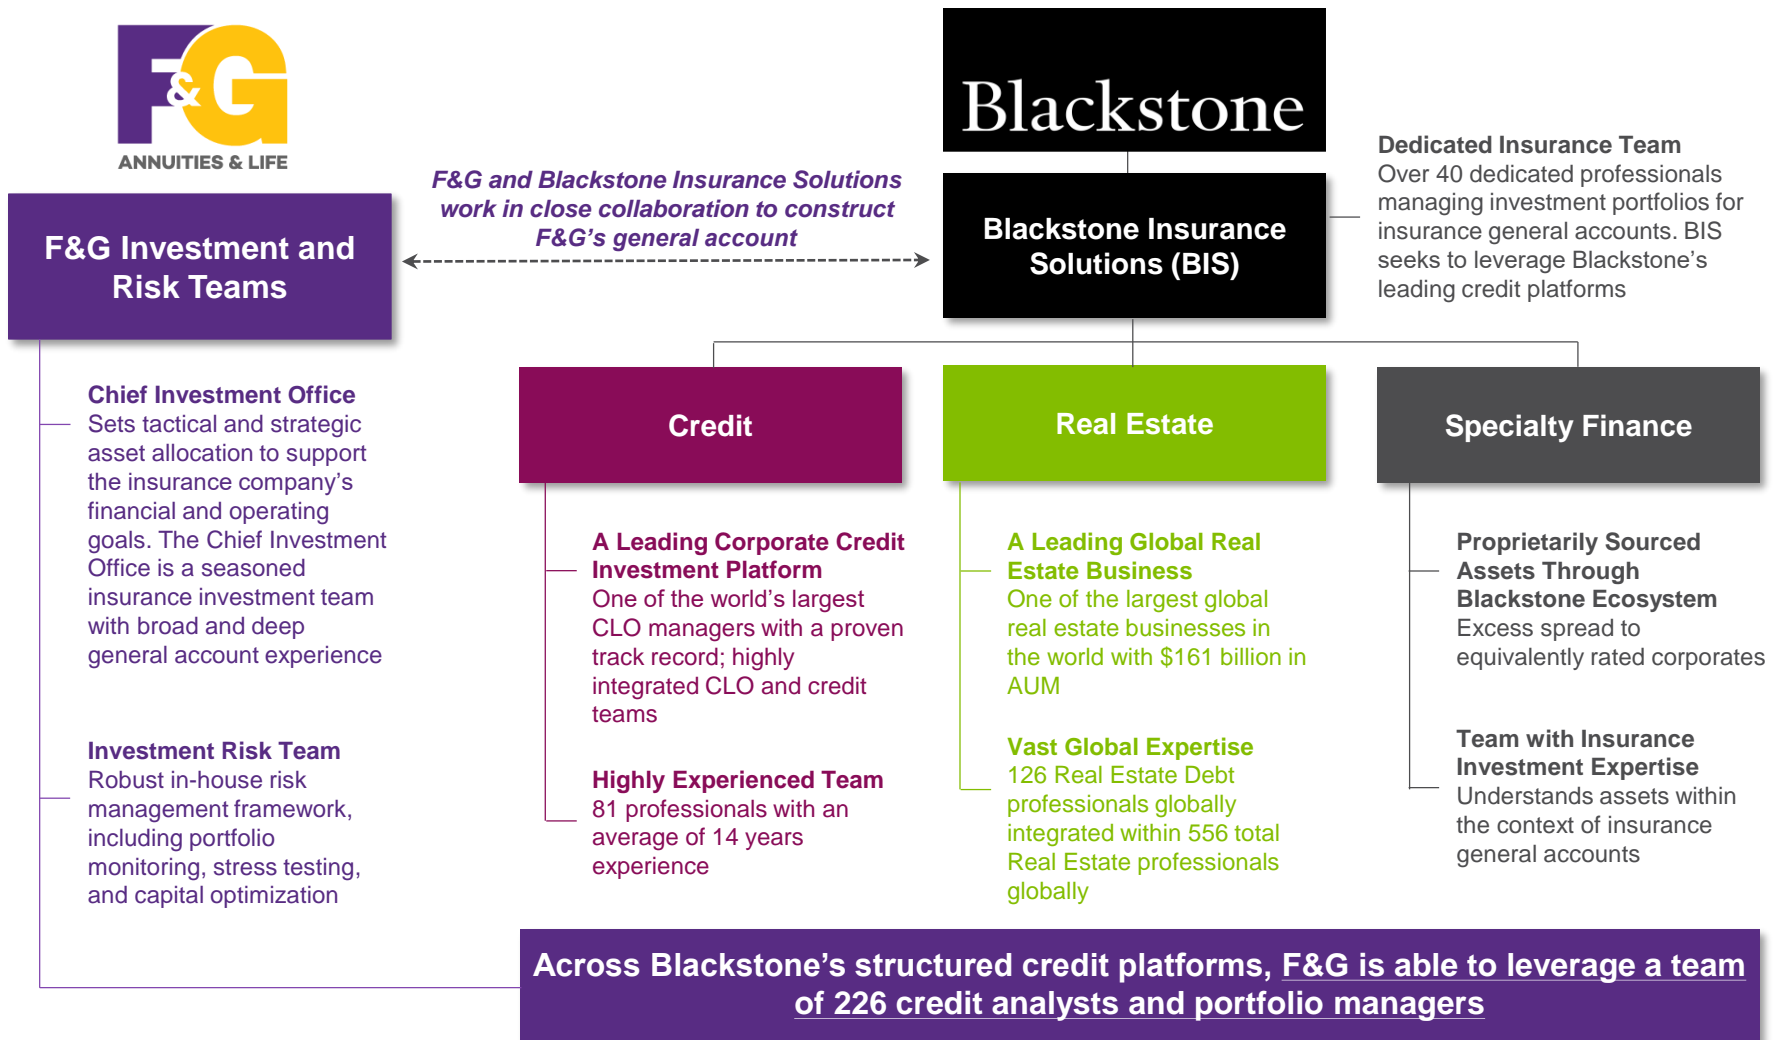 F&G
ANNUITIES & LIFE
Blackstone
F&G Investment and
Risk Teams
F&G and Blackstone Insurance Solutions
work in close collaboration to construct
F&G’s general account
Blackstone Insurance
Solutions (BIS)
Dedicated Insurance Team
Over 40 dedicated professionals
managing investment portfolios for
insurance general accounts. BIS
seeks to leverage Blackstone’s
leading credit platforms
Chief Investment Office
Sets tactical and strategic
asset allocation to support
the insurance company’s
financial and operating
goals. The Chief Investment
Office is a seasoned
insurance investment team
with broad and deep
general account experience
Investment Risk Team
Robust in-house risk
management framework,
including portfolio
monitoring, stress testing,
and capital optimization
Credit
A Leading Corporate Credit
Investment Platform
One of the world’s largest
CLO managers with a proven
track record; highly
integrated CLO and credit
teams
Highly Experienced Team
81 professionals with an
average of 14 years
experience
Real Estate
A Leading Global Real
Estate Business
One of the largest global
real estate businesses in
the world with $161 billion in
AUM
Vast Global Expertise
126 Real Estate Debt
professionals globally
integrated within 556 total
Real Estate professionals
globally
Specialty Finance
Proprietarily Sourced
Assets Through
Blackstone Ecosystem
Excess spread to
equivalently rated corporates
Team with Insurance
Investment Expertise
Understands assets within
the context of insurance
general accounts
Across Blackstone’s structured credit platforms, F&G is able to leverage a team
of 226 credit analysts and portfolio managers